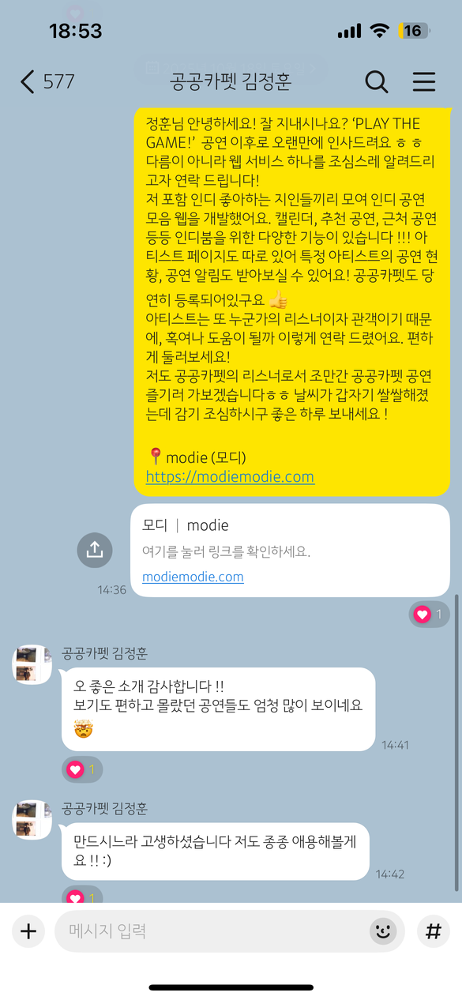 18:53
16
577
공공카펫 김정훈
정훈님 안녕하세요! 잘 지내시나요? ‘PLAY THE
GAME!’ 공연 이후로 오랜만에 인사드려요 ㅎ ㅎ
다름이 아니라 웹 서비스 하나를 조심스레 알려드리
고자 연락 드립니다!
저 포함 인디 좋아하는 지인들끼리 모여 인디 공연
모음 웹을 개발했어요. 캘린더, 추천 공연, 근처 공연
등등 인디붐을 위한 다양한 기능이 있습니다 !!! 아
티스트 페이지도 따로 있어 특정 아티스트의 공연 현
황, 공연 알림도 받아보실 수 있어요! 공공카펫도 당
연히 등록되어있구요 👍
아티스트는 또 누군가의 리스너이자 관객이기 때문
에, 혹여나 도움이 될까 이렇게 연락 드렸어요. 편하
게 둘러보세요!
저도 공공카펫의 리스너로서 조만간 공공카펫 공연
즐기러 가보겠습니다ㅎㅎ 날씨가 갑자기 쌀쌀해졌
는데 감기 조심하시구 좋은 하루 보내세요 !
📍modie (모디)
https://modiemodie.com
모디 | modie
여기를 눌러 링크를 확인하세요.
modiemodie.com
14:36
1
공공카펫 김정훈
오 좋은 소개 감사합니다 !!
보기도 편하고 몰랐던 공연들도 엄청 많이 보이네요
🤯
14:41
1
공공카펫 김정훈
만드시느라 고생하셨습니다 저도 종종 애용해볼게
요 !! :)
14:42
1
메시지 입력
#